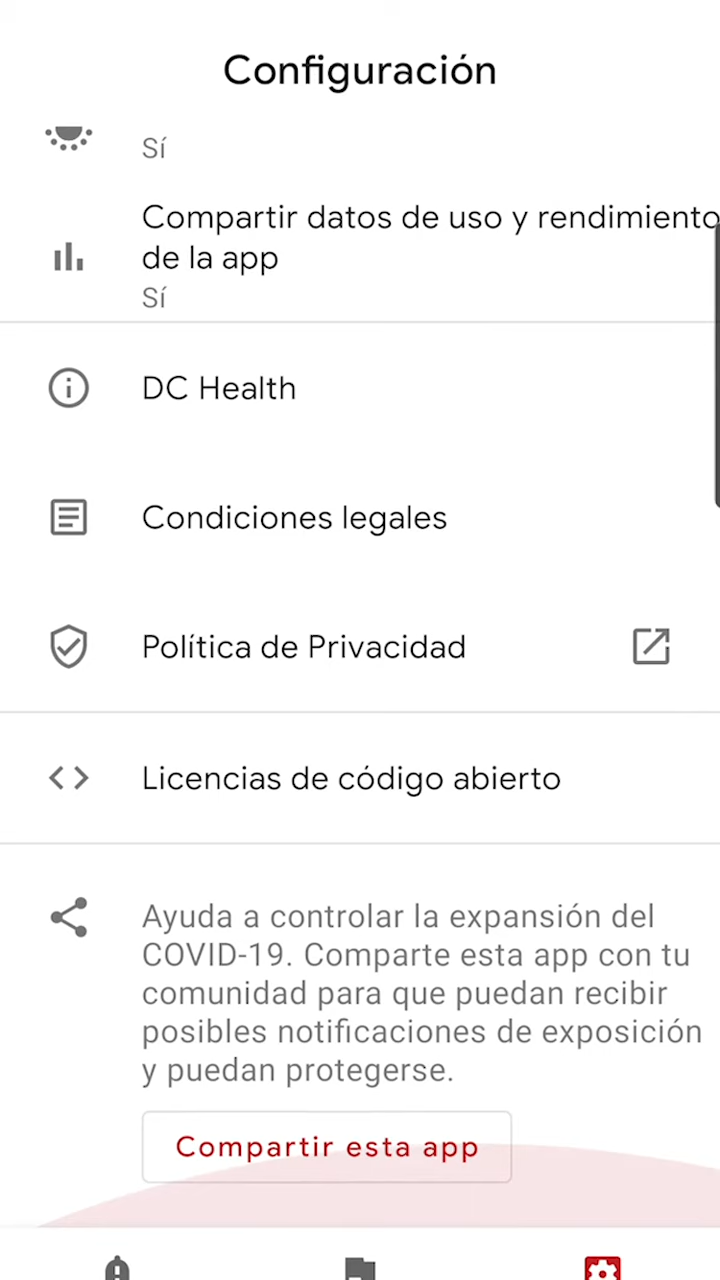 Configuración
Sí
Compartir datos de uso y rendimiento
de la app
Sí
DC Health
Condiciones legales
Política de Privacidad
Licencias de código abierto
Ayuda a controlar la expansión del
COVID-19. Comparte esta app con tu
comunidad para que puedan recibir
posibles notificaciones de exposición
y puedan protegerse.
Compartir esta app